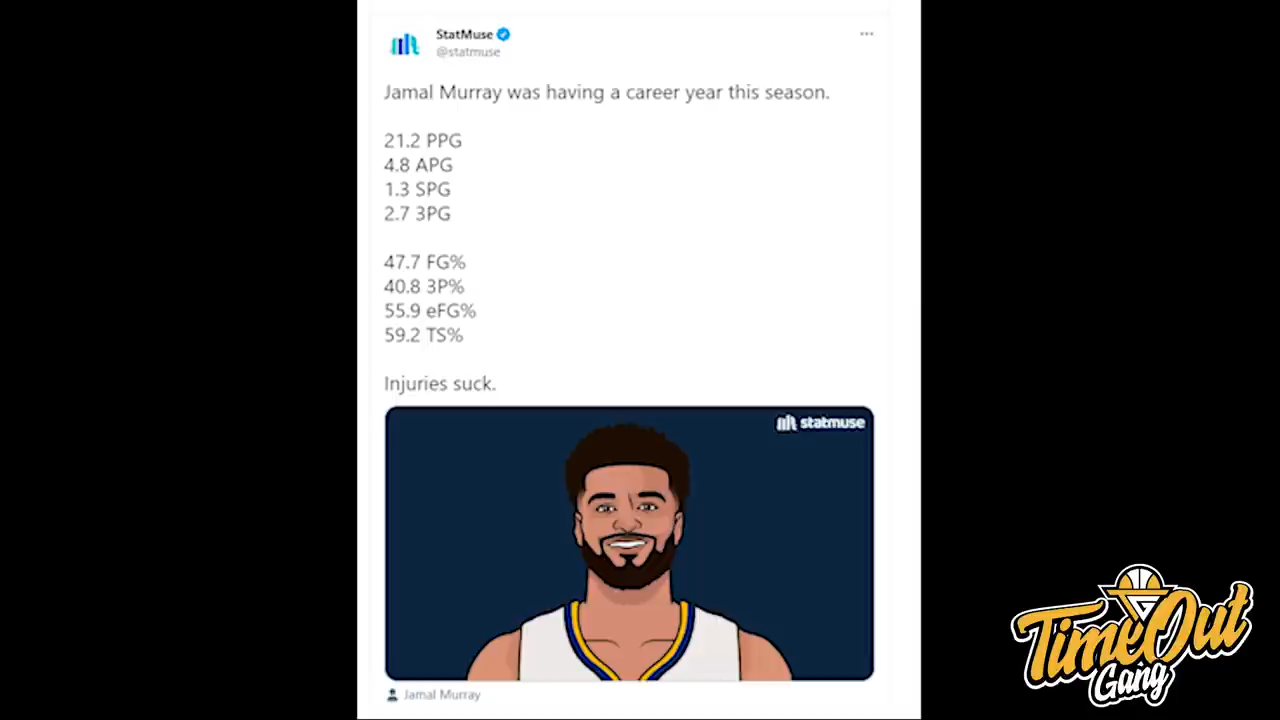 StatMuse
@statmuse
Jamal Murray was having a career year this season.
21.2 PPG
4.8 APG
1.3 SPG
2.7 3PG
47.7 FG%
40.8 3P%
55.9 eFG%
59.2 TS%
Injuries suck.
statmuse
Jamal Murray
TimeOut
Gang